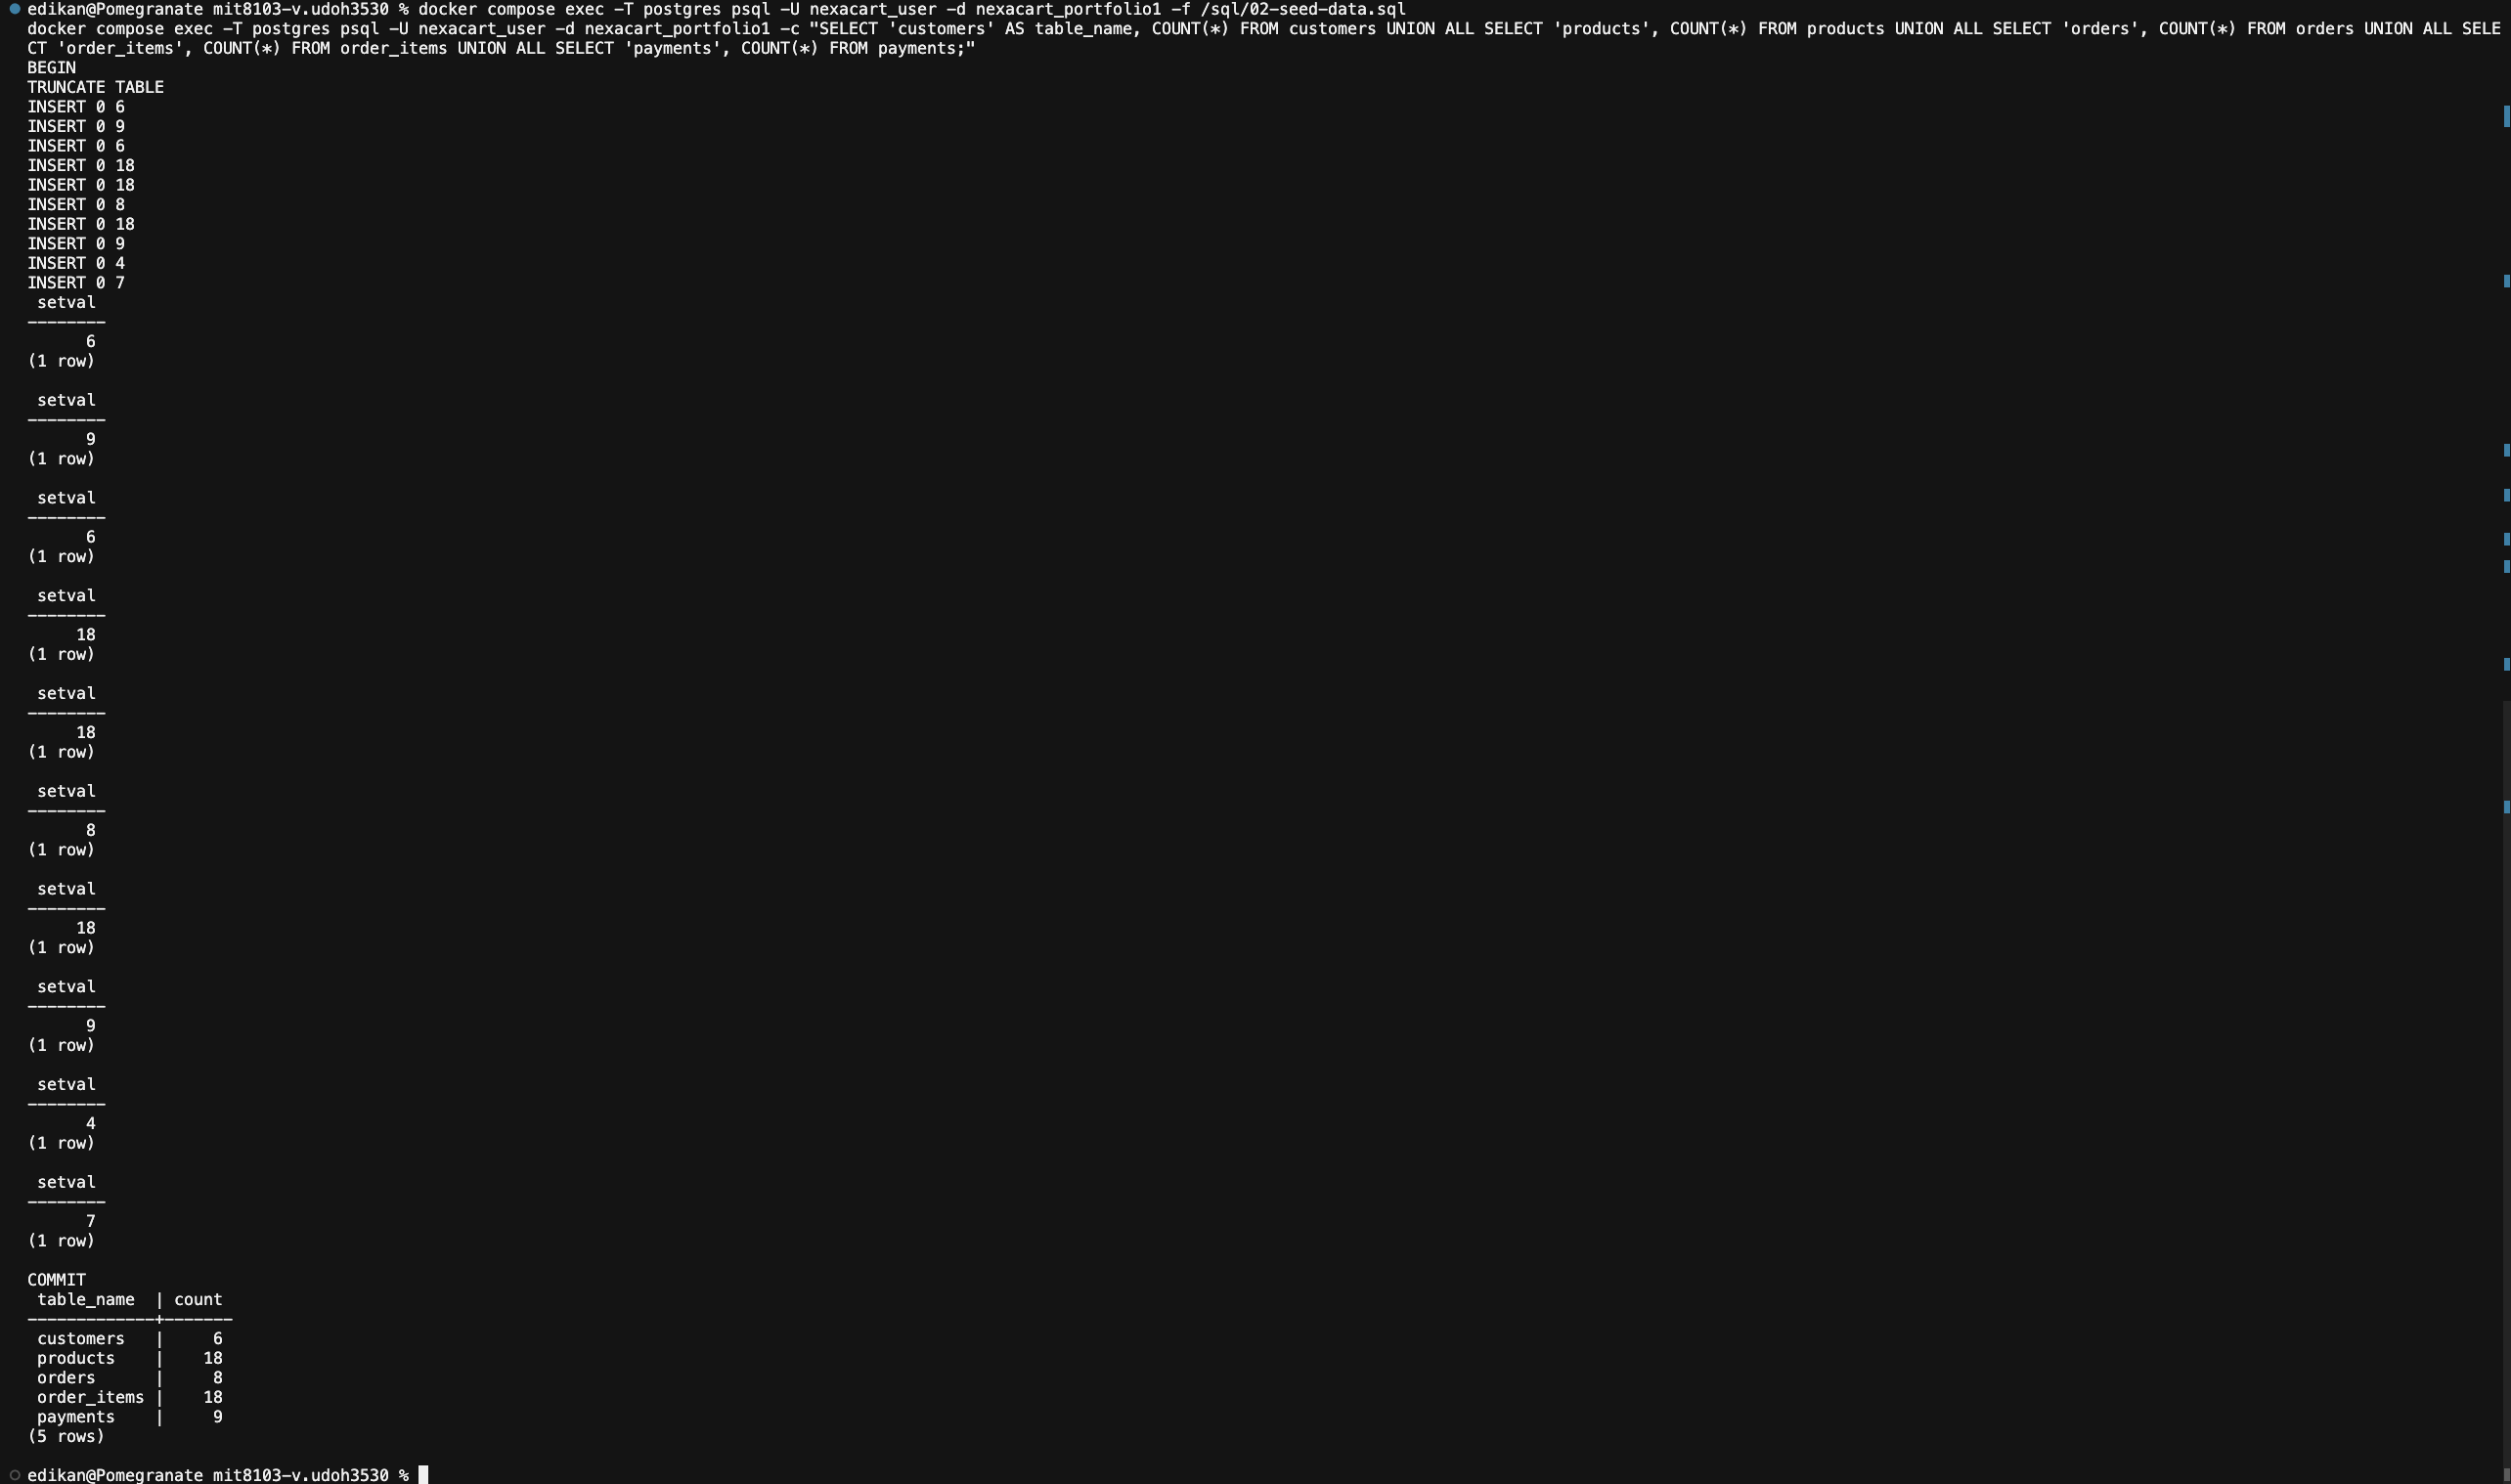 edikan@Pomegranate mit8103-v.udoh3530 % docker compose exec -T postgres psql -U nexacart_user -d nexacart_portfolio1 -f /sql/02-seed-data.sql
docker compose exec -T postgres psql -U nexacart_user -d nexacart_portfolio1 -c "SELECT 'customers' AS table_name, COUNT(*) FROM customers UNION ALL SELECT 'products', COUNT(*) FROM products UNION ALL SELECT 'orders', COUNT(*) FROM orders UNION ALL SELE
CT 'order_items', COUNT(*) FROM order_items UNION ALL SELECT 'payments', COUNT(*) FROM payments;"
BEGIN
TRUNCATE TABLE
INSERT 0 6
INSERT 0 9
INSERT 0 6
INSERT 0 18
INSERT 0 18
INSERT 0 8
INSERT 0 18
INSERT 0 9
INSERT 0 4
INSERT 0 7
 setval
--------
      6
(1 row)

 setval
--------
      9
(1 row)

 setval
--------
      6
(1 row)

 setval
--------
     18
(1 row)

 setval
--------
     18
(1 row)

 setval
--------
      8
(1 row)

 setval
--------
     18
(1 row)

 setval
--------
      9
(1 row)

 setval
--------
      4
(1 row)

 setval
--------
      7
(1 row)

COMMIT
 table_name  | count
-------------+-------
 customers   |     6
 products    |    18
 orders      |     8
 order_items |    18
 payments    |     9
(5 rows)

edikan@Pomegranate mit8103-v.udoh3530 %